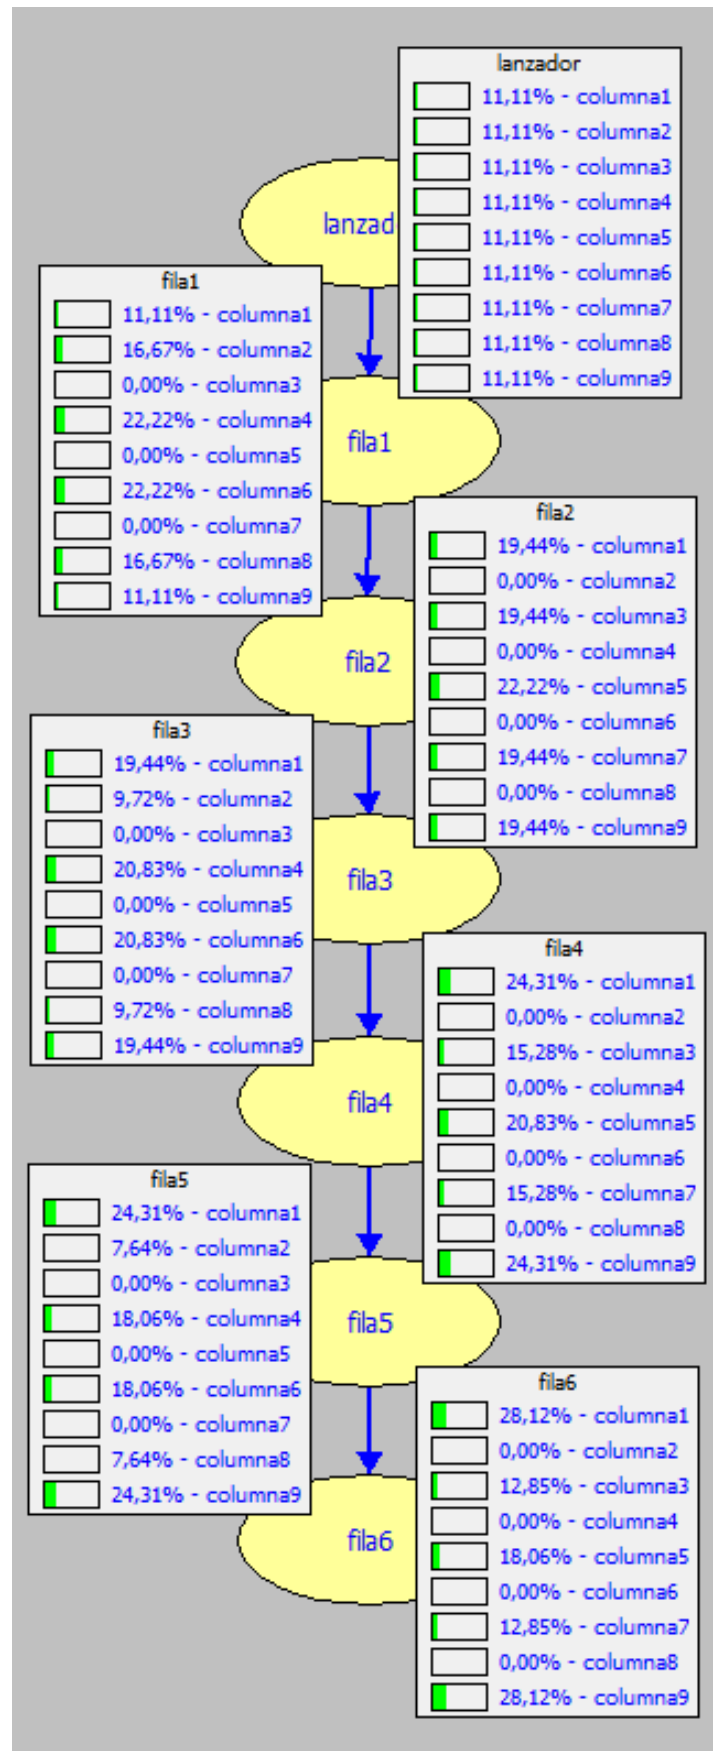 lanzador
11,11% - columna1
11,11% - columna2
11,11% - columna3
11,11% - columna4
11,11% - columna5
11,11% - columna6
11,11% - columna7
11,11% - columna8
11,11% - columna9
lanzad
fila1
11,11% - columna1
16,67% - columna2
0,00% - columna3
22,22% - columna4
0,00% - columna5
22,22% - columna6
0,00% - columna7
16,67% - columna8
11,11% - columna9
fila1
fila2
19,44% - columna1
0,00% - columna2
19,44% - columna3
0,00% - columna4
22,22% - columna5
0,00% - columna6
19,44% - columna7
0,00% - columna8
19,44% - columna9
fila2
fila3
19,44% - columna1
9,72% - columna2
0,00% - columna3
20,83% - columna4
0,00% - columna5
20,83% - columna6
0,00% - columna7
9,72% - columna8
19,44% - columna9
fila3
fila4
24,31% - columna1
0,00% - columna2
15,28% - columna3
0,00% - columna4
20,83% - columna5
0,00% - columna6
15,28% - columna7
0,00% - columna8
24,31% - columna9
fila4
fila5
24,31% - columna1
7,64% - columna2
0,00% - columna3
18,06% - columna4
0,00% - columna5
18,06% - columna6
0,00% - columna7
7,64% - columna8
24,31% - columna9
fila5
fila6
28,12% - columna1
0,00% - columna2
12,85% - columna3
0,00% - columna4
18,06% - columna5
0,00% - columna6
12,85% - columna7
0,00% - columna8
28,12% - columna9
fila6